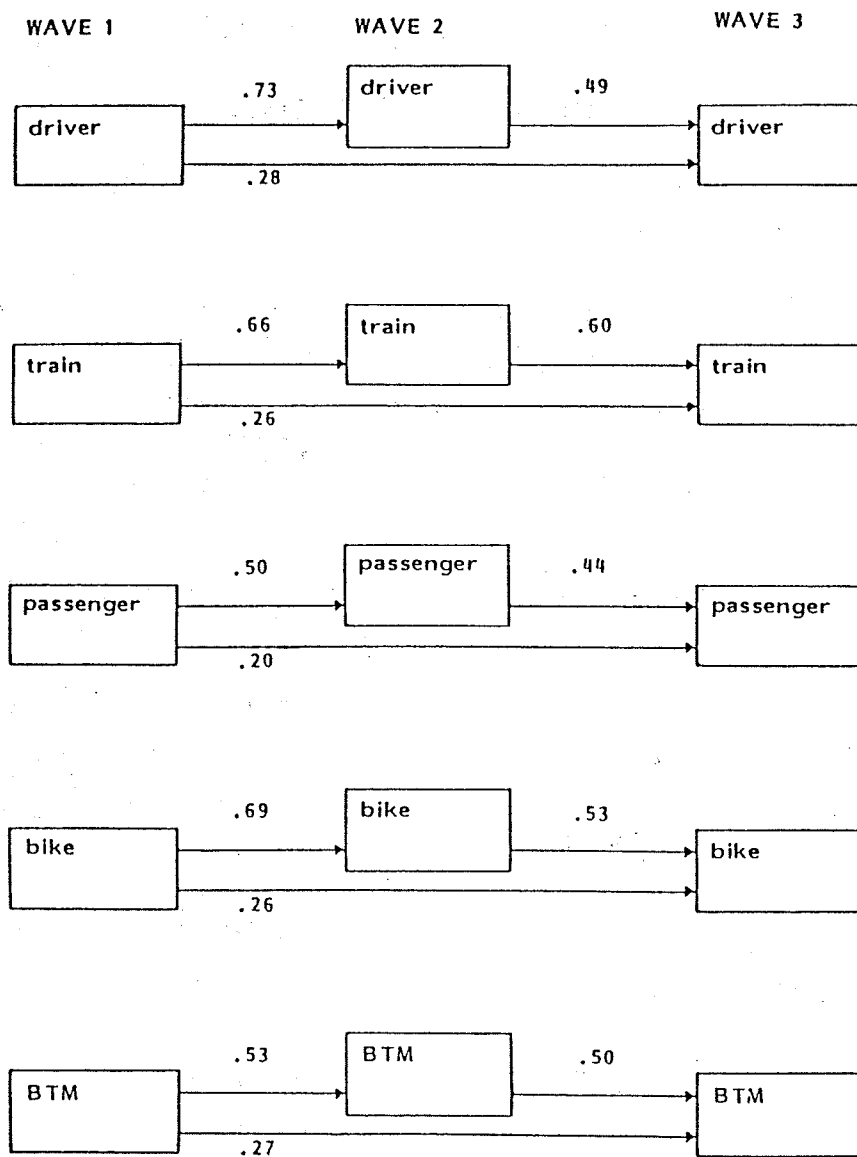 WAVE 1 WAVE 2 WAVE 3
.73 driver .49
driver driver
.28
.66 train .60
train train
.26
.50 passenger .44
passenger passenger
.20
.69 bike .53
bike bike
.26
.53 BTM .50
BTM BTM
.27